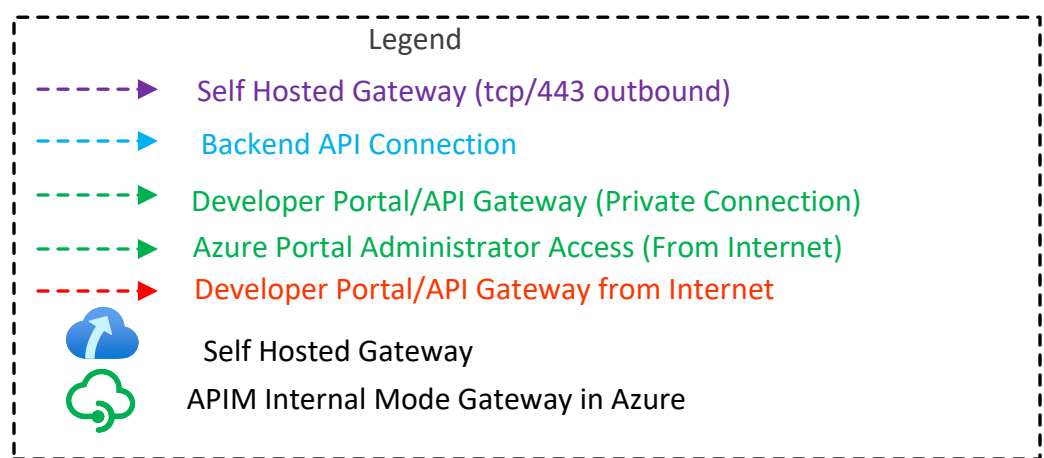 Legend
Self Hosted Gateway (tcp/443 outbound)
Backend API Connection
Developer Portal/API Gateway (Private Connection)
Azure Portal Administrator Access (From Internet)
Developer Portal/API Gateway from Internet
Self Hosted Gateway
APIM Internal Mode Gateway in Azure